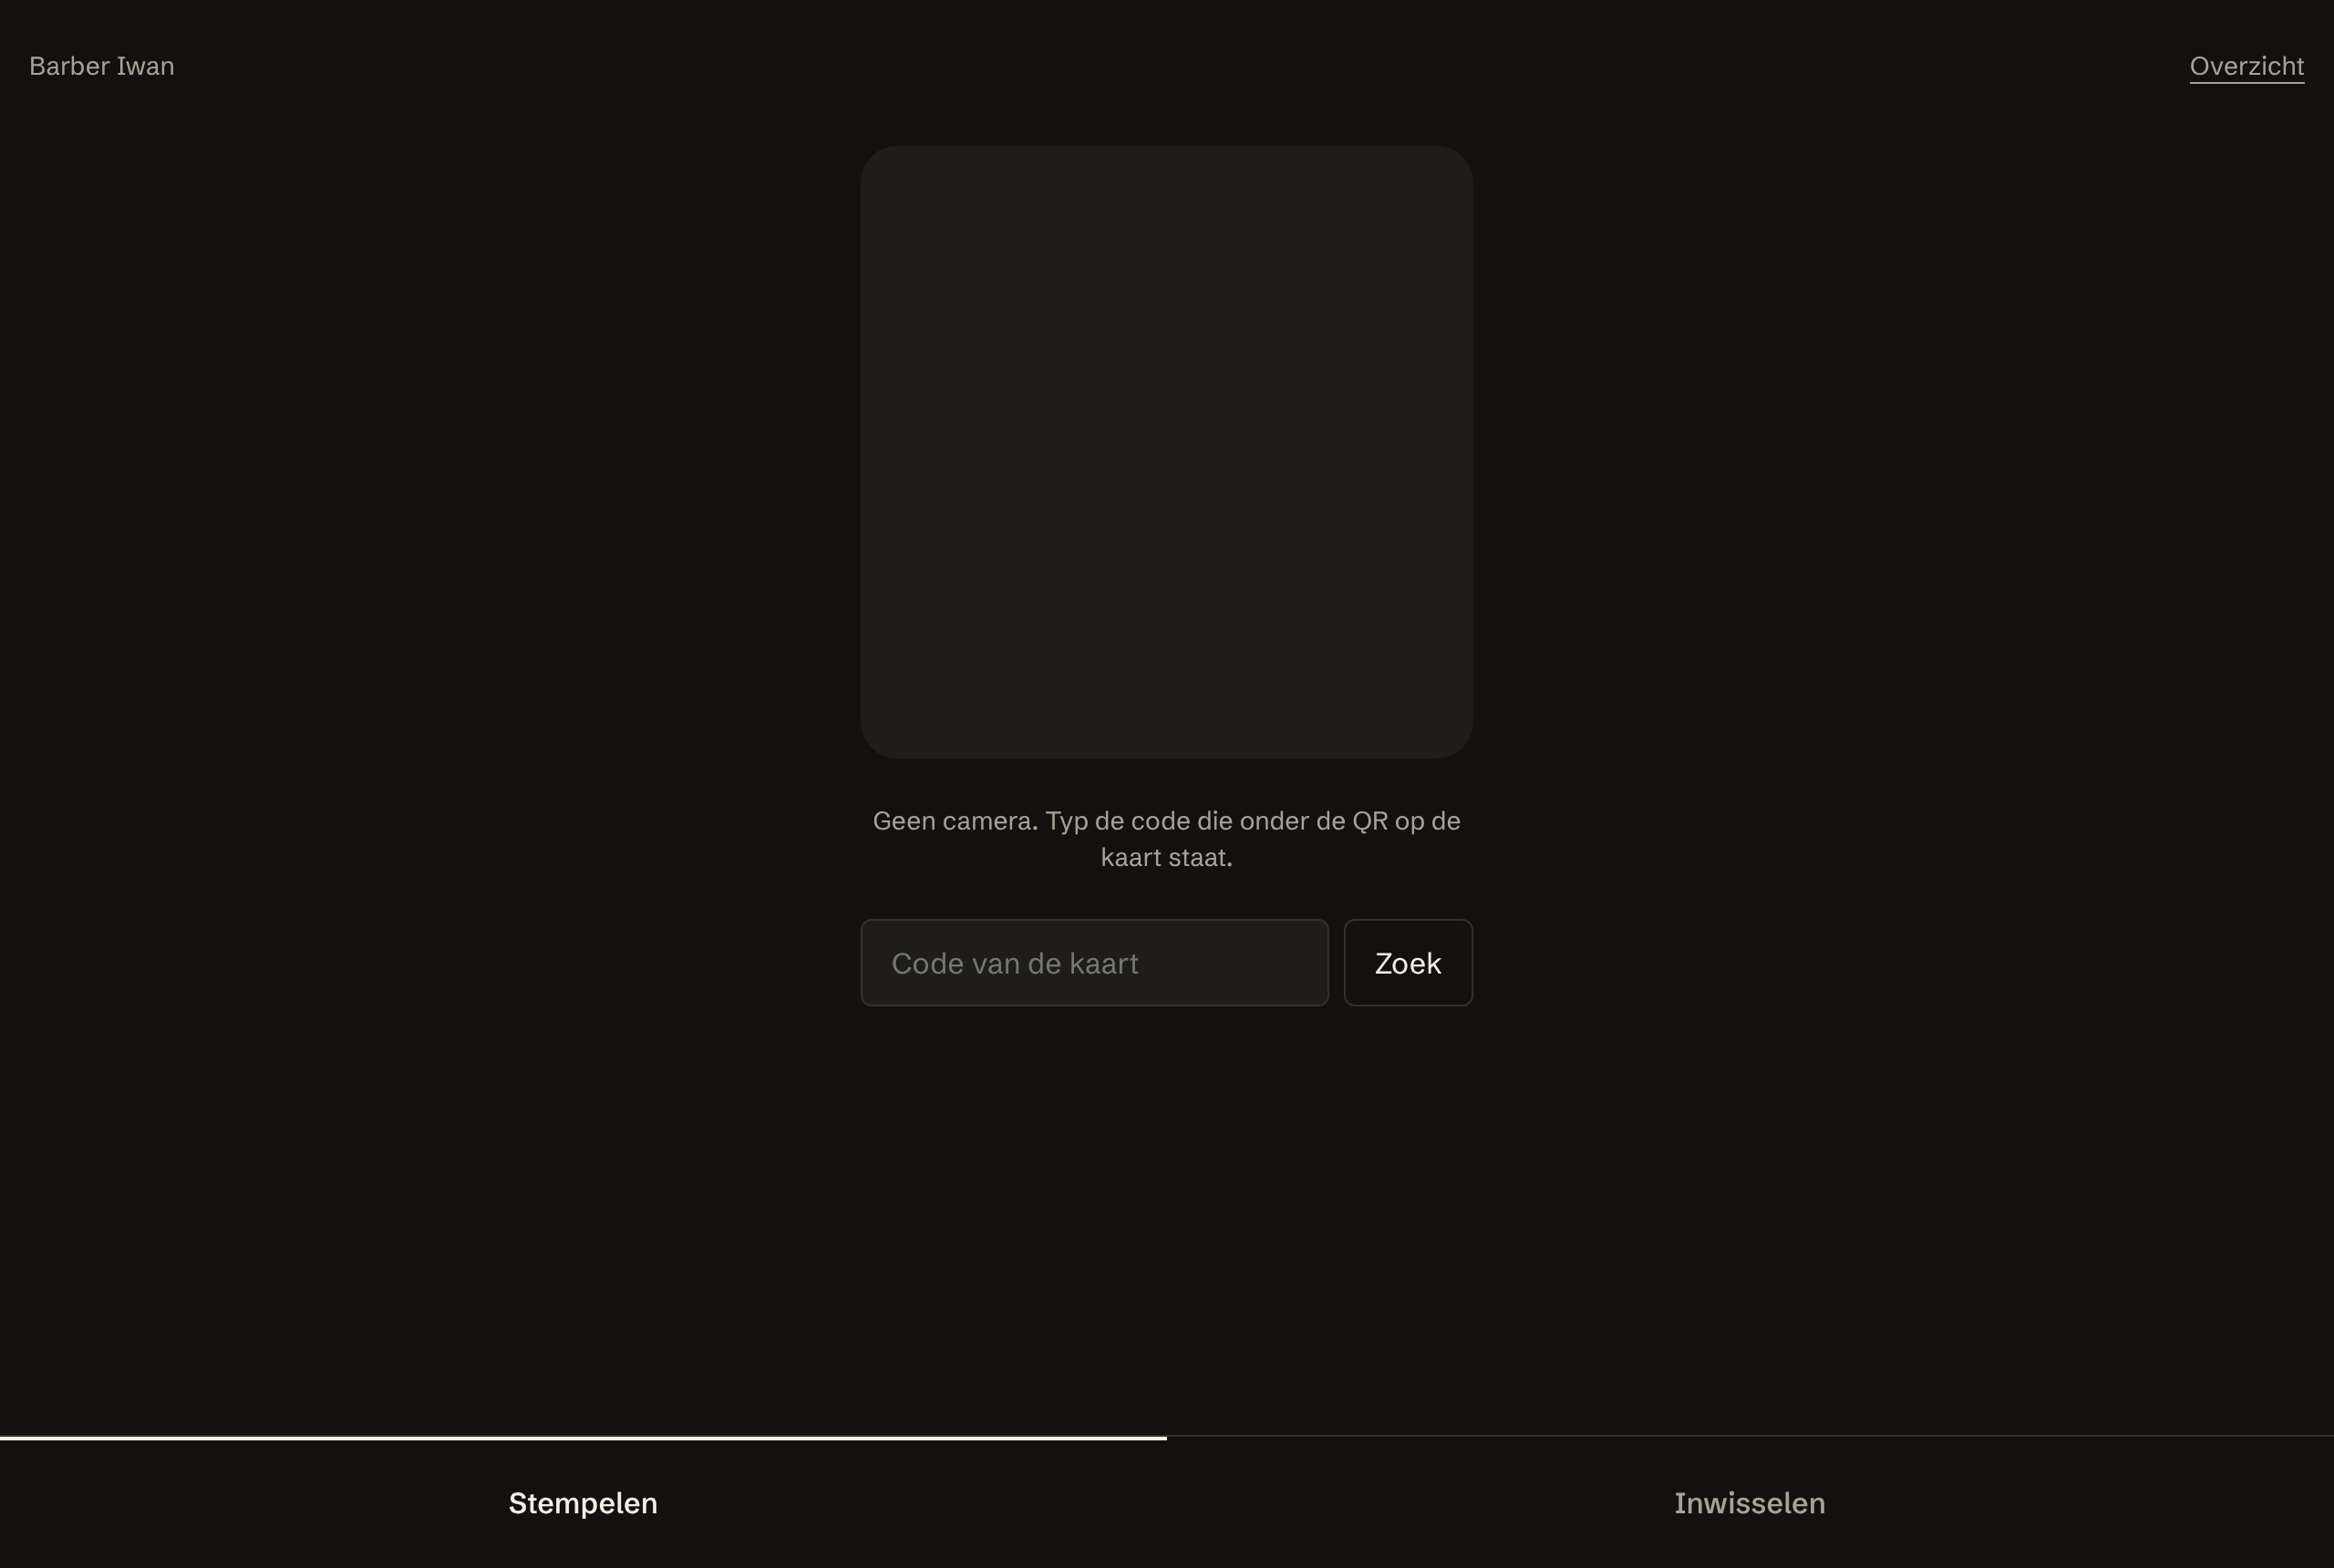 Barber Iwan
Overzicht
Geen camera. Typ de code die onder de QR op de
kaart staat.
Code van de kaart
Zoek
Stempelen
Inwisselen